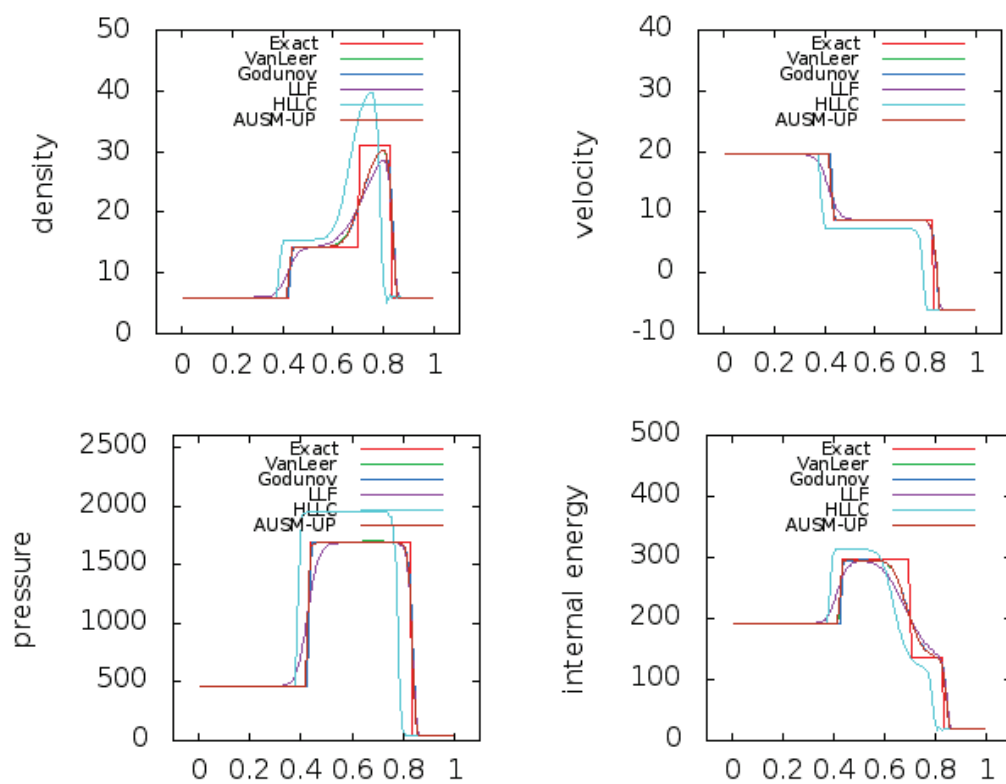 50
40
30
20
10
0
density
Exact
VanLeer
Godunov
LLF
HLLC
AUSM-UP
0 0.2 0.4 0.6 0.8 1
40
30
20
10
0
-10
velocity
Exact
VanLeer
Godunov
LLF
HLLC
AUSM-UP
0 0.2 0.4 0.6 0.8 1
2500
2000
1500
1000
500
0
pressure
Exact
VanLeer
Godunov
LLF
HLLC
AUSM-UP
0 0.2 0.4 0.6 0.8 1
500
400
300
200
100
0
internal energy
Exact
VanLeer
Godunov
LLF
HLLC
AUSM-UP
0 0.2 0.4 0.6 0.8 1